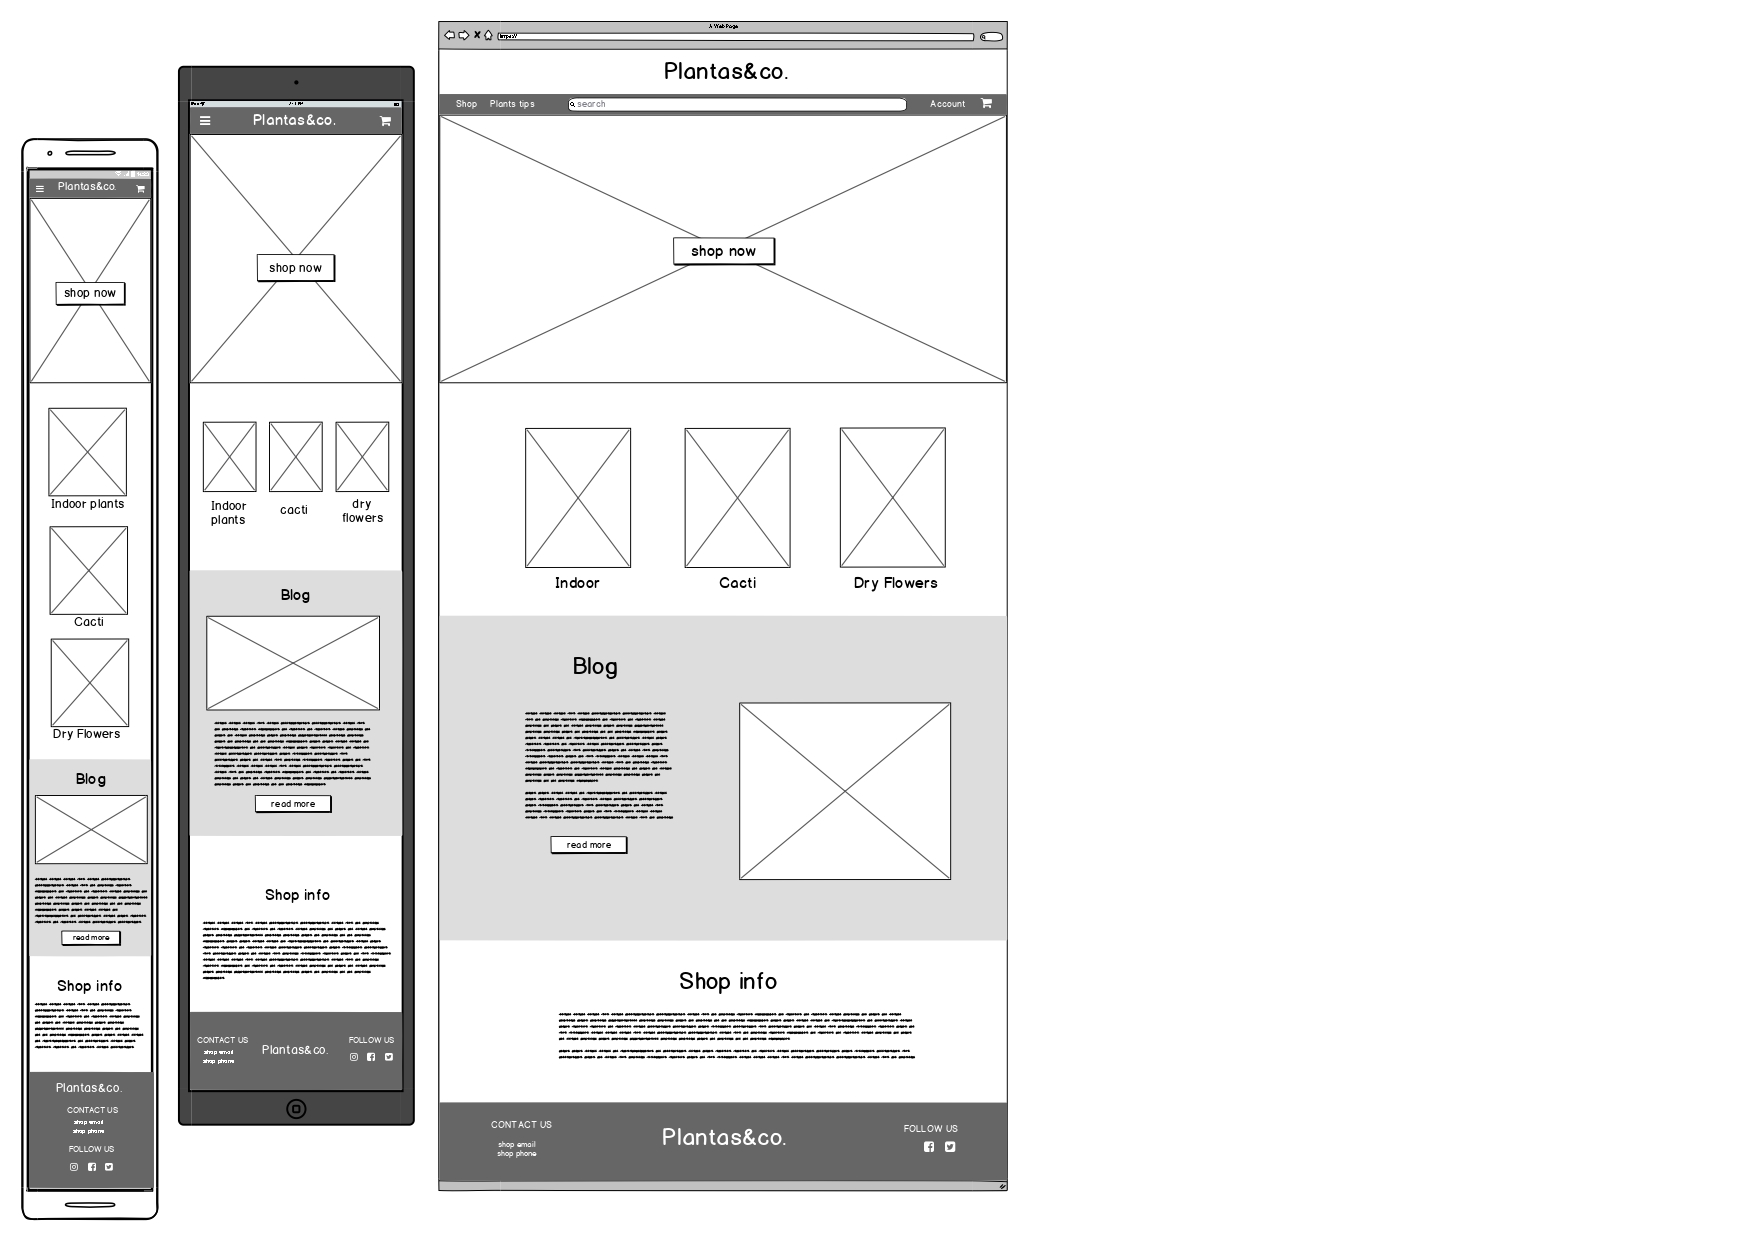 Plantas&co.
shop now
Indoor plants
Cacti
Dry Flowers
Blog
read more
Shop info
Plantas&co.
CONTACT US
shop email
shop phone
FOLLOW US
Plantas&co.
shop now
Indoor
plants
cacti
dry
flowers
Blog
read more
Shop info
CONTACT US
shop email
shop phone
Plantas&co.
FOLLOW US
A Web Page
https://
Plantas&co.
Shop Plants tips search Account
shop now
Indoor Cacti Dry Flowers
Blog
read more
Shop info
CONTACT US
shop email
shop phone
Plantas&co.
FOLLOW US